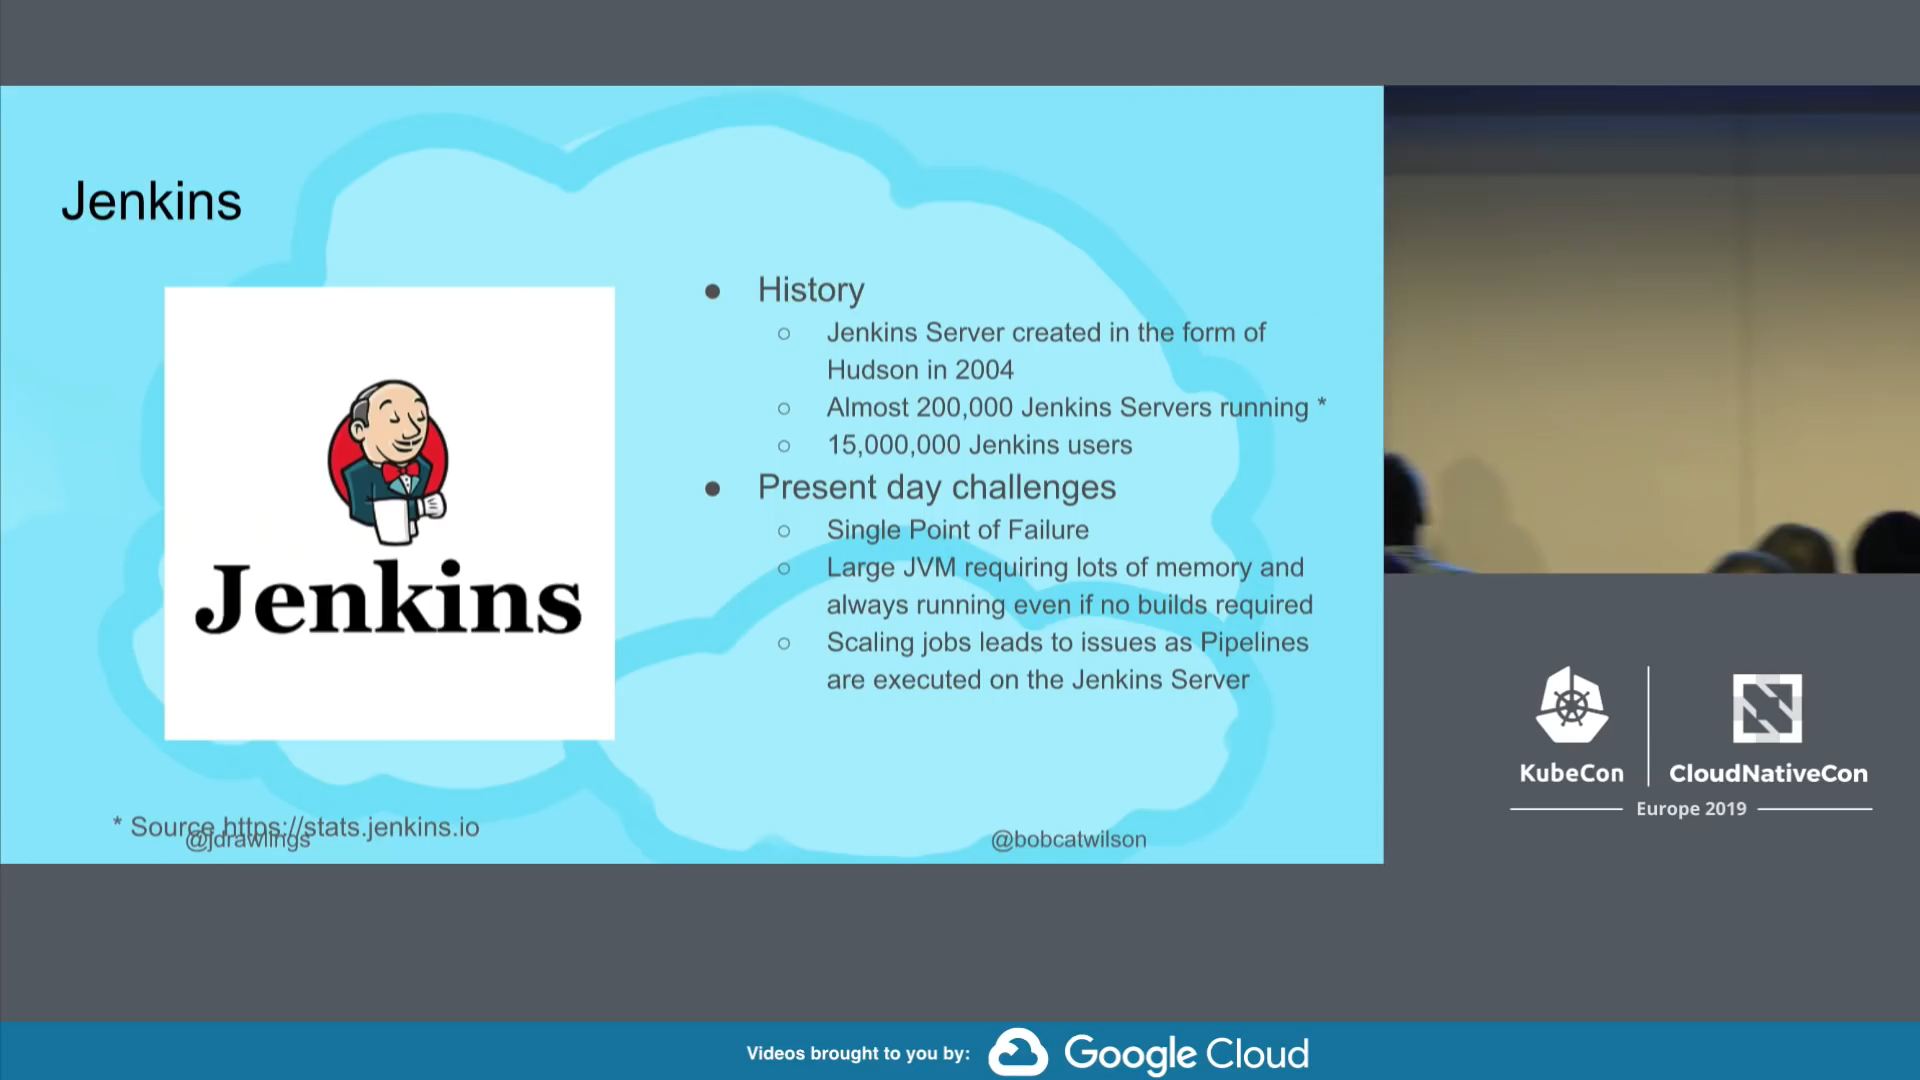 Jenkins
Jenkins
● History
○ Jenkins Server created in the form of
Hudson in 2004
○ Almost 200,000 Jenkins Servers running *
○ 15,000,000 Jenkins users
● Present day challenges
○ Single Point of Failure
○ Large JVM requiring lots of memory and
always running even if no builds required
○ Scaling jobs leads to issues as Pipelines
are executed on the Jenkins Server
* Source https://stats.jenkins.io
@jdrawlings
@bobcatwilson
KubeCon
CloudNativeCon
Europe 2019
Videos brought to you by:
Google Cloud